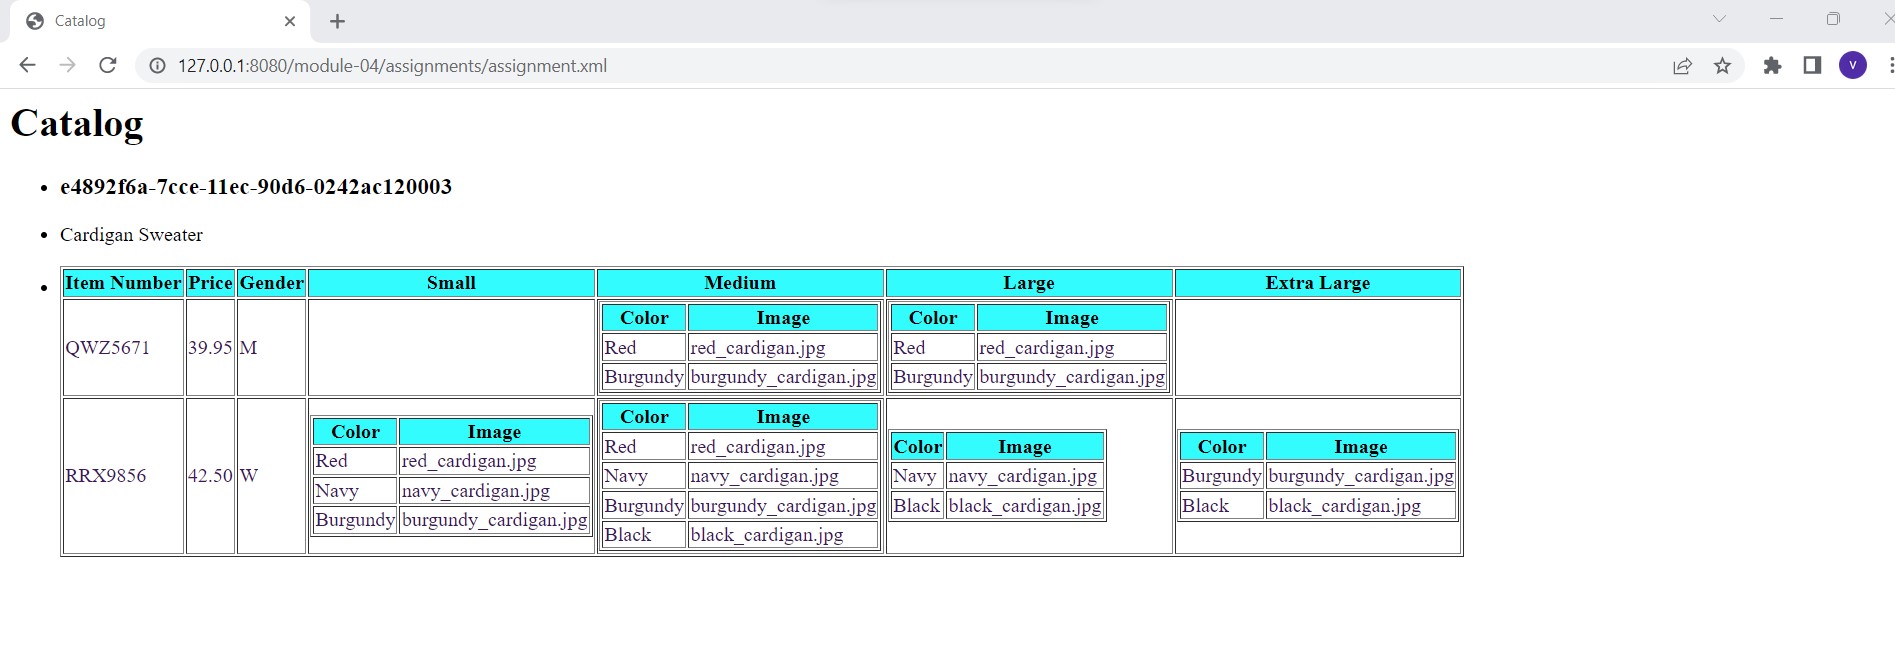 Catalog
127.0.0.1:8080/module-04/assignments/assignment.xml
V
Catalog
e4892f6a-7cce-11ec-90d6-0242ac120003
Cardigan Sweater
Item Number Price Gender Small Medium Large Extra Large
QWZ5671 39.95 M
Color Image
Red red_cardigan.jpg
Burgundy burgundy_cardigan.jpg
Color Image
Red red_cardigan.jpg
Burgundy burgundy_cardigan.jpg
RRX9856 42.50 W
Color Image
Red red_cardigan.jpg
Navy navy_cardigan.jpg
Burgundy burgundy_cardigan.jpg
Color Image
Red red_cardigan.jpg
Navy navy_cardigan.jpg
Burgundy burgundy_cardigan.jpg
Black black_cardigan.jpg
Color Image
Navy navy_cardigan.jpg
Black black_cardigan.jpg
Color Image
Burgundy burgundy_cardigan.jpg
Black black_cardigan.jpg